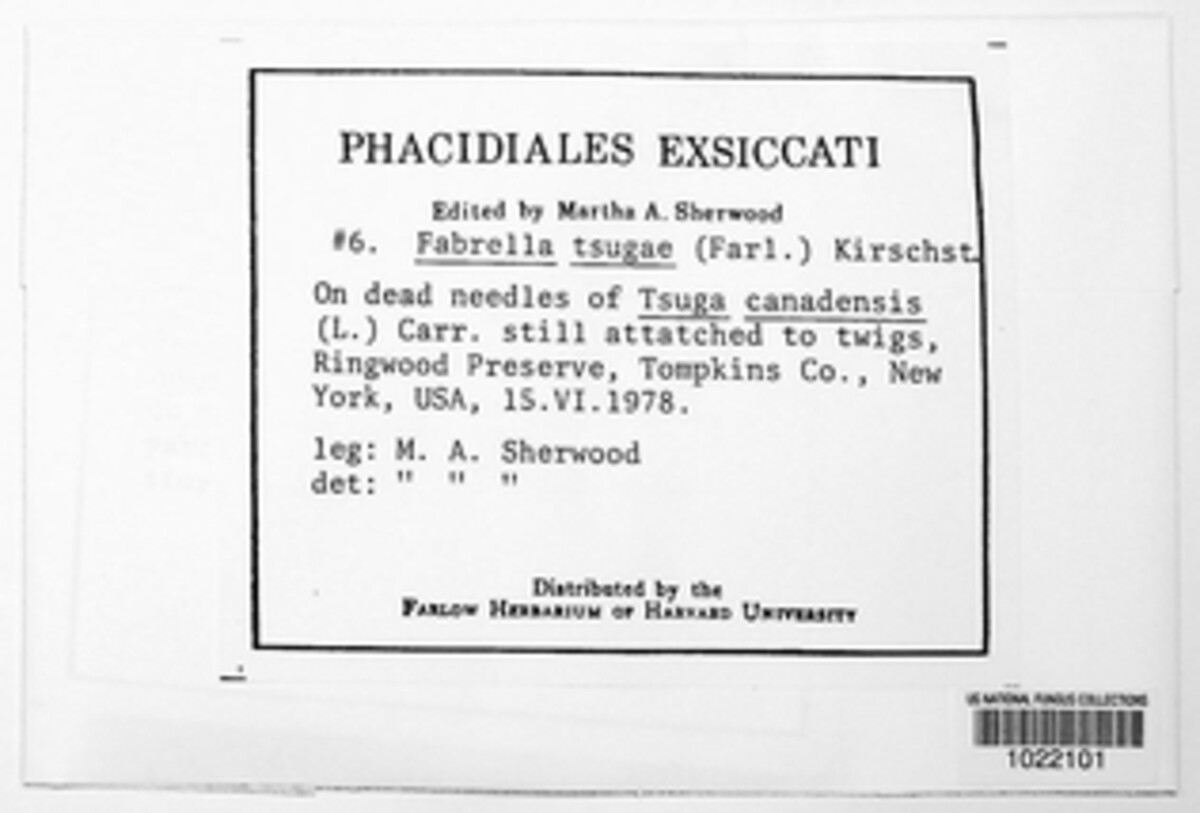 PHACIDIALES EXSICCATI
Edited by Martha A. Sherwood
#6. Fabrella tsugae (Farl.) Kirschst.
On dead needles of Tsuga canadensis
(L.) Carr. still attatched to twigs,
Ringwood Preserve, Tompkins Co., New
York, USA, 15.VI.1978.
leg: M. A. Sherwood
det: " " "
Distributed by the
FARLOW HERBARIUM OF HARVARD UNIVERSITY
US NATIONAL FUNGUS COLLECTIONS
1022101